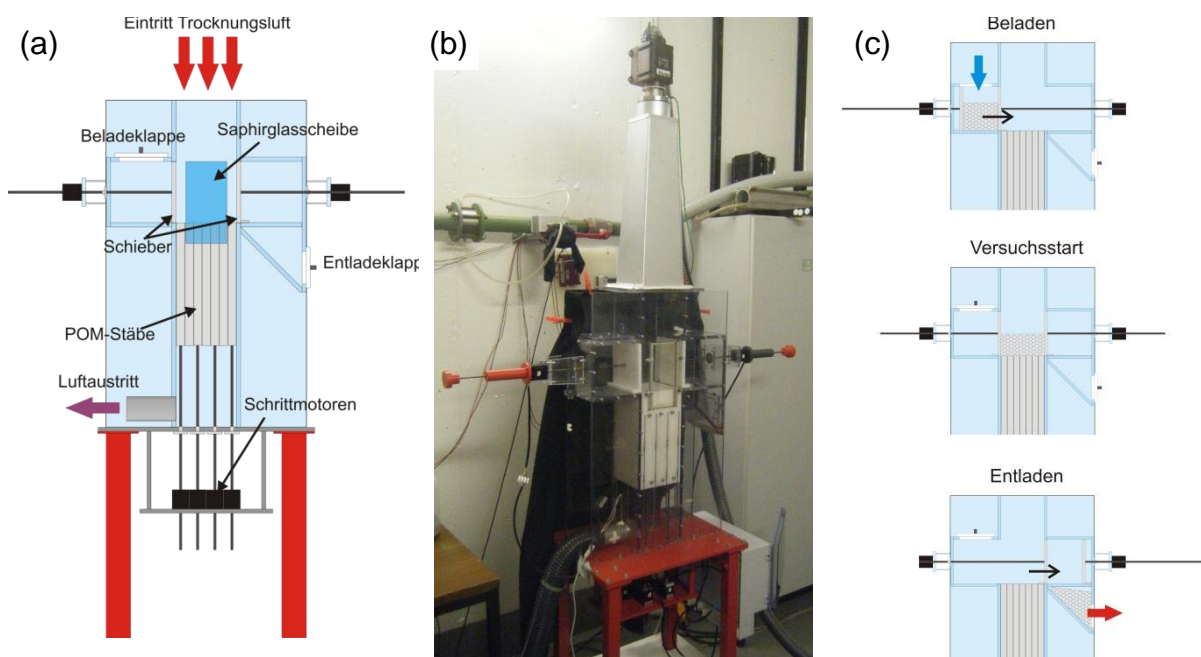 (a)
Eintritt Trocknungsluft
Beladeklappe
Saphirglasscheibe
Schieber
Entladeklapp
POM-Stäbe
Luftaustritt
Schrittmotoren
(b)
(c)
Beladen
Versuchsstart
Entladen